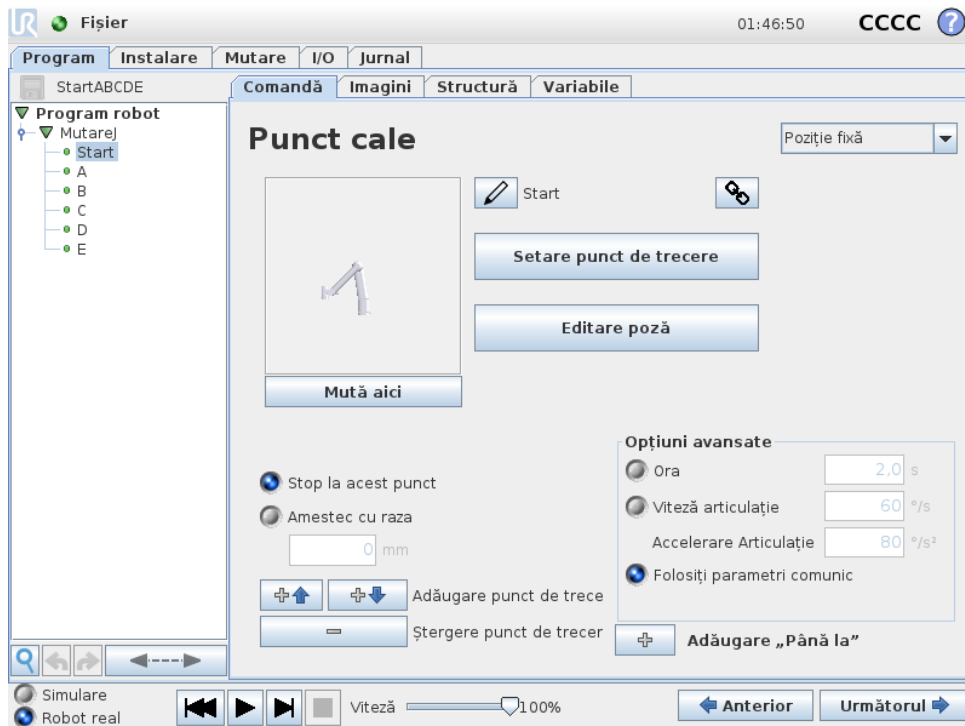 UR Fișier 01:46:50 CCCC ?
Program Instalare Mutare I/O Jurnal
StartABCDE Comandă Imagini Structură Variabile
Program robot
MutareJ
Start
A
B
C
D
E
Punct cale Poziție fixă
Start
Setare punct de trecere
Editare poză
Mută aici
Stop la acest punct
Amestec cu raza
0 mm
Adăugare punct de trece
Ștergere punct de trecer
Opțiuni avansate
Ora 2,0 s
Viteză articulație 60 °/s
Accelerare Articulație 80 °/s²
Folosiți parametri comunic
Adăugare „Până la”
Simulare
Robot real
Viteză 100%
Anterior Următorul